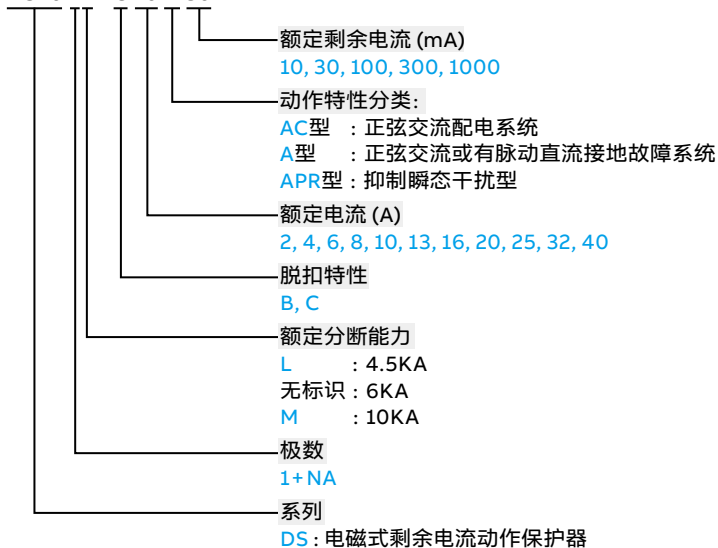 额定剩余电流 (mA)
10, 30, 100, 300, 1000
动作特性分类:
AC型 : 正弦交流配电系统
A型 : 正弦交流或有脉动直流接地故障系统
APR型 : 抑制瞬态干扰型
额定电流 (A)
2, 4, 6, 8, 10, 13, 16, 20, 25, 32, 40
脱扣特性
B, C
额定分断能力
L : 4.5KA
无标识 : 6KA
M : 10KA
极数
1+NA
系列
DS : 电磁式剩余电流动作保护器